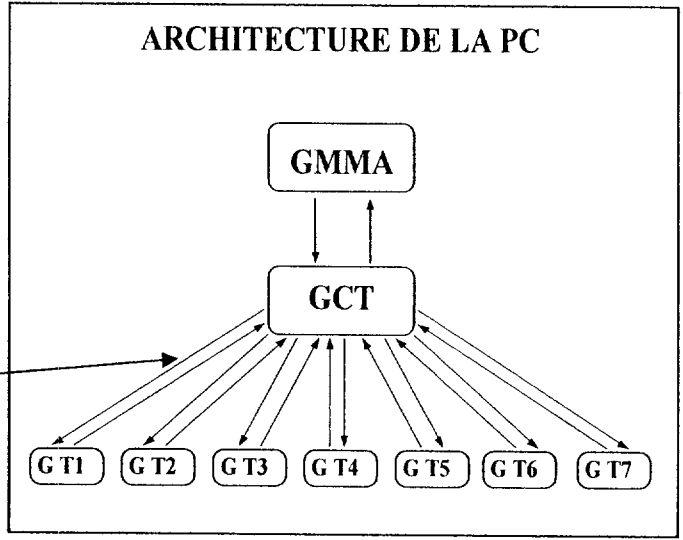 ARCHITECTURE DE LA PC
GMMA
GCT
G T1 G T2 G T3 G T4 G T5 G T6 G T7